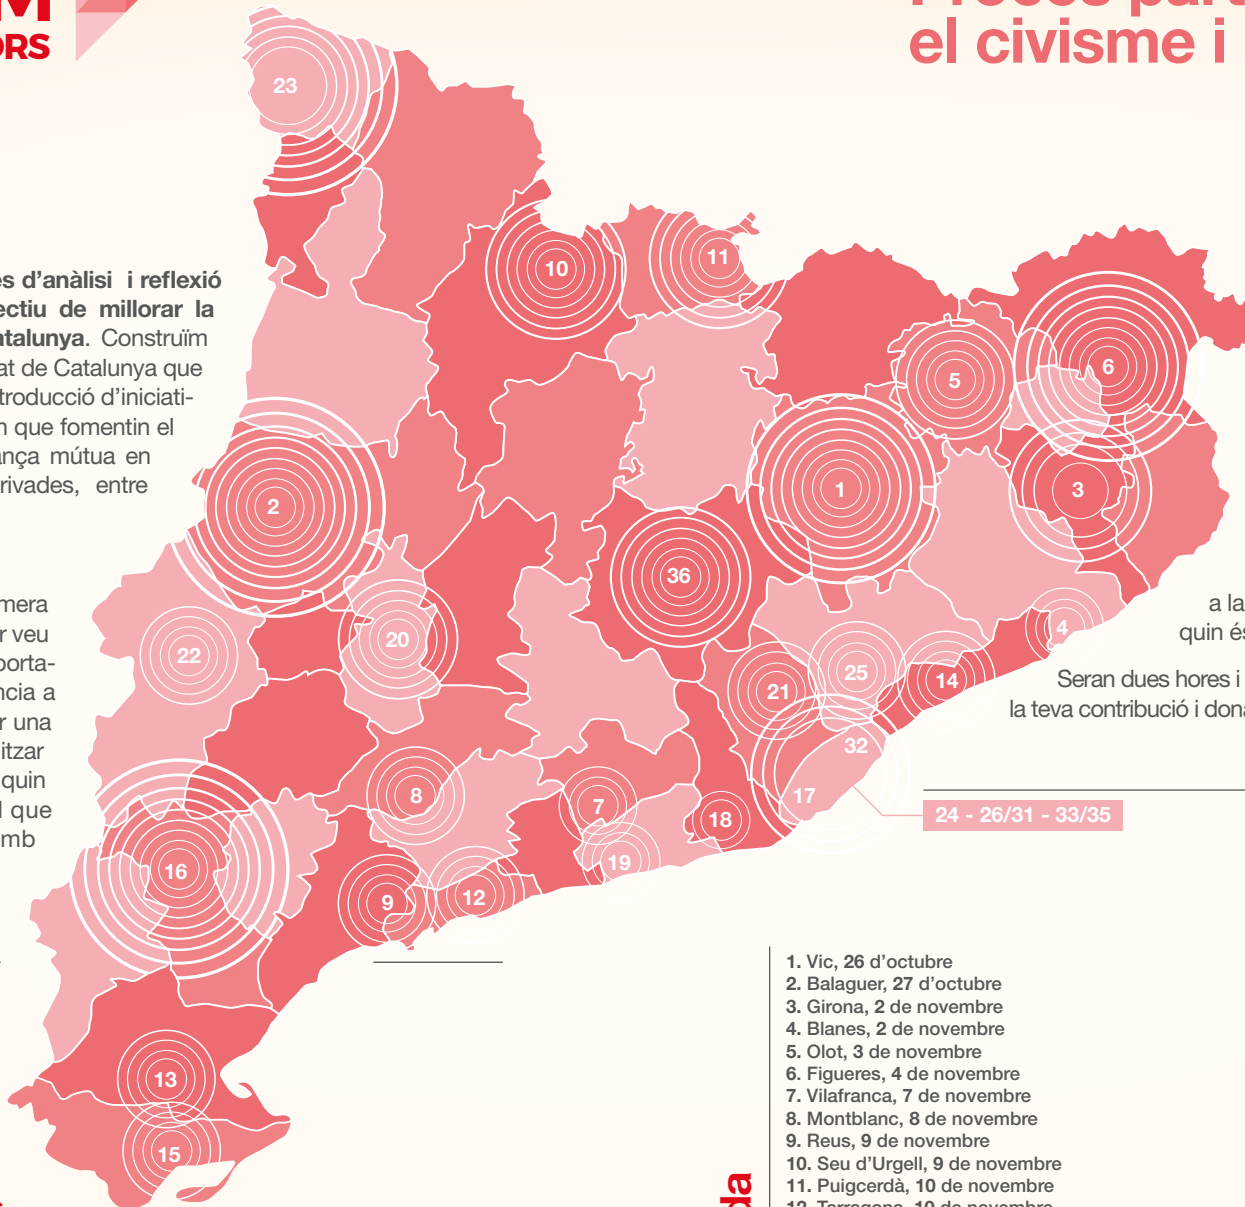 el civisme i
23
es d’anàlisi i reflexió
ectiu de millorar la
atalunya. Construïm
at de Catalunya que
troducció d’iniciati-
n que fomentin el
ança mútua en
rivades, entre
10
11
5
6
2
1
3
36
mera
r veu
porta-
ncia a
r una
itzar
quin
l que
mb
20
22
4
25
14
21
32
17
18
7
8
19
16
9
12
13
15
a la
quin és
Seran dues hores i
la teva contribució i dona
24 - 26/31 - 33/35
1. Vic, 26 d’octubre
2. Balaguer, 27 d’octubre
3. Girona, 2 de novembre
4. Blanes, 2 de novembre
5. Olot, 3 de novembre
6. Figueres, 4 de novembre
7. Vilafranca, 7 de novembre
8. Montblanc, 8 de novembre
9. Reus, 9 de novembre
10. Seu d’Urgell, 9 de novembre
11. Puigcerdà, 10 de novembre
12. Tarragona, 10 de novembre
da